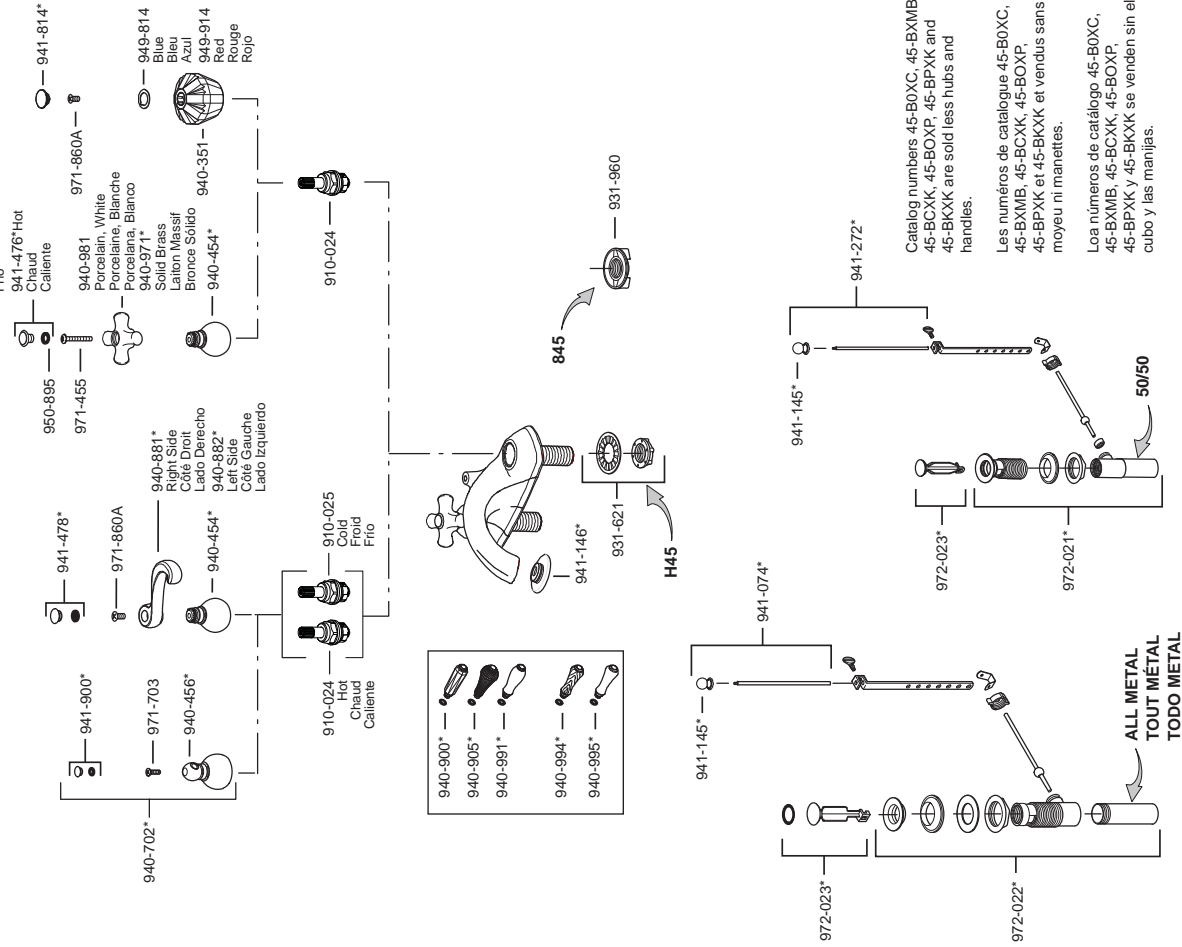 941-814*
971-860A
949-814
Blue
Bleu
Azul
949-914
Red
Rouge
Rojo
940-351
941-476*Hot
Chaud
Caliente
950-895
971-455
940-981
Porcelain, White
Porcelaine, Blanche
Porcelana, Blanco
940-971*
Solid Brass
Laiton Massif
Bronce Sólido
940-454*
910-024
941-478*
971-860A
940-881*
Right Side
Côté Droit
Lado Derecho
940-882*
Left Side
Côté Gauche
Lado Izquierdo
940-454*
941-900*
971-703
940-456*
940-702*
910-025
Cold
Froid
Frío
910-024
Hot
Chaud
Caliente
940-900*
940-905*
940-991*
940-994*
940-995*
941-146*
931-621
H45
845
931-960
941-145*
941-272*
972-023*
972-021*
50/50
941-145*
941-074*
972-023*
972-022*
ALL METAL
TOUT MÉTAL
TODO METAL
Catalog numbers 45-B0XC, 45-BXMB
45-BCXK, 45-BOXP, 45-BPXK and
45-BKXK are sold less hubs and
handles.
Les numéros de catalogue 45-B0XC,
45-BXMB, 45-BCXK, 45-BOXP,
45-BPXK et 45-BKXK et vendus sans
moyeu ni manettes.
Loa números de catálogo 45-B0XC,
45-BXMB, 45-BCXK, 45-BOXP,
45-BPXK y 45-BKXK se venden sin el
cubo y las manijas.